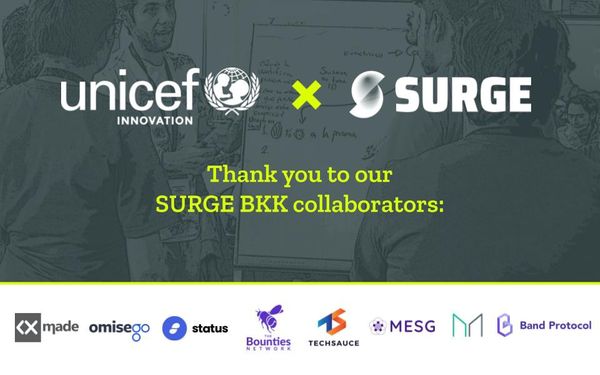 unicef
INNOVATION
SURGE
Thank you to our
SURGE BKK collaborators:
made
omisego
status
THE
Bounties
NETWORK
TECHSAUCE
MESG
Band Protocol